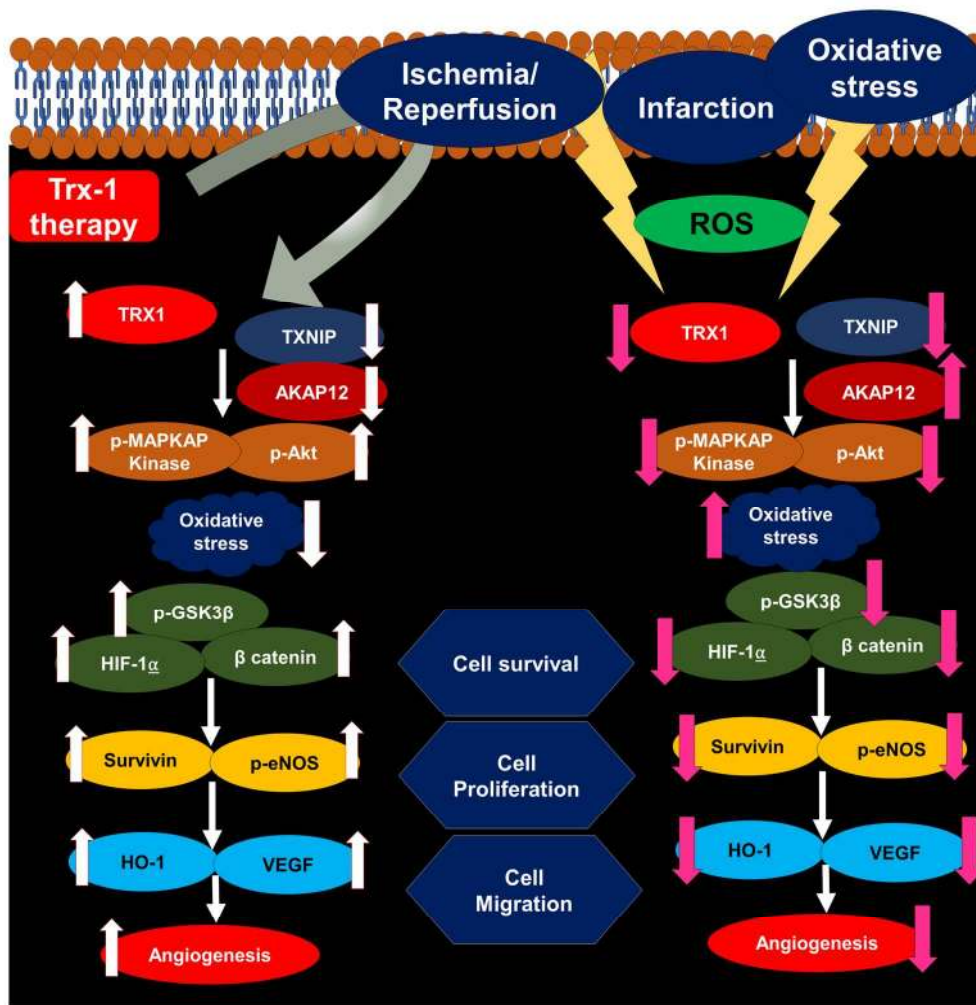 Ischemia/
Reperfusion
Infarction
Oxidative
stress
Trx-1
therapy
ROS
TRX1
TXNIP
AKAP12
p-MAPKAP
Kinase
p-Akt
Oxidative
stress
p-GSK3β
HIF-1α
β catenin
Survivin
p-eNOS
HO-1
VEGF
Angiogenesis
Cell survival
Cell
Proliferation
Cell
Migration
TRX1
TXNIP
AKAP12
p-MAPKAP
Kinase
p-Akt
Oxidative
stress
p-GSK3β
HIF-1α
β catenin
Survivin
p-eNOS
HO-1
VEGF
Angiogenesis